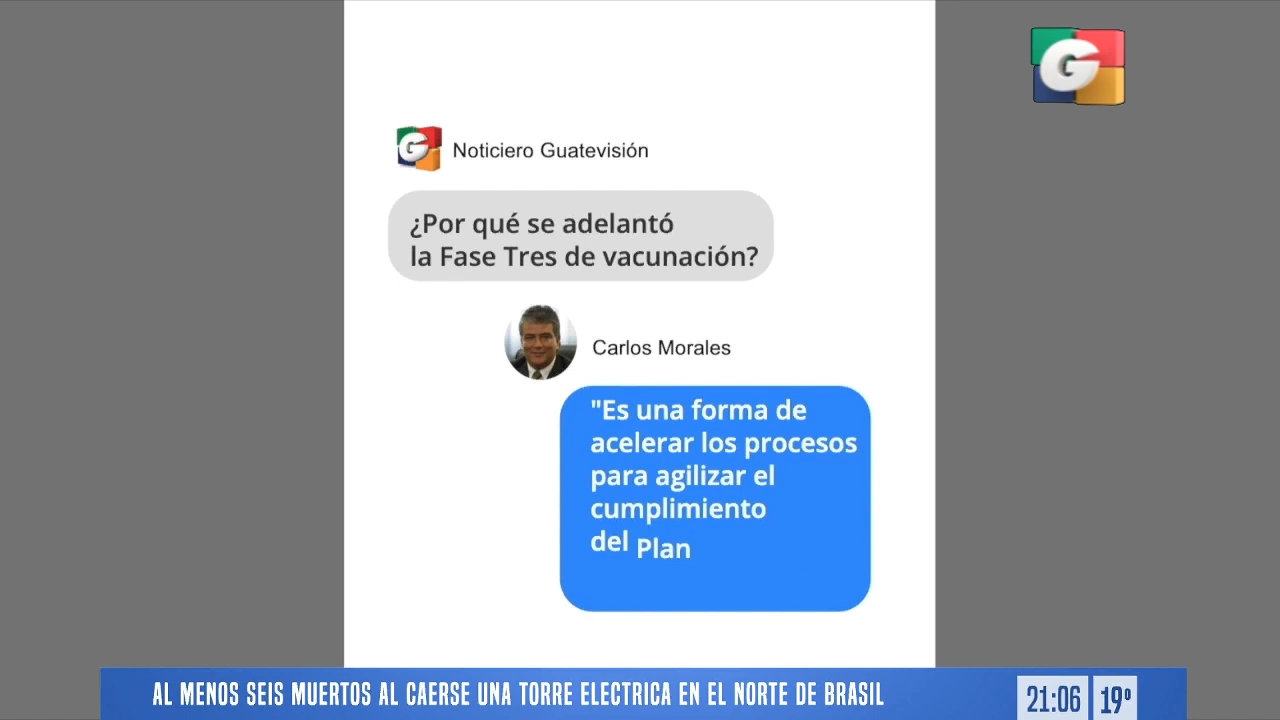 G
G Noticiero Guatevisión
¿Por qué se adelantó
la Fase Tres de vacunación?
Carlos Morales
"Es una forma de
acelerar los procesos
para agilizar el
cumplimiento
del Plan
AL MENOS SEIS MUERTOS AL CAERSE UNA TORRE ELECTRICA EN EL NORTE DE BRASIL
21:06 19º